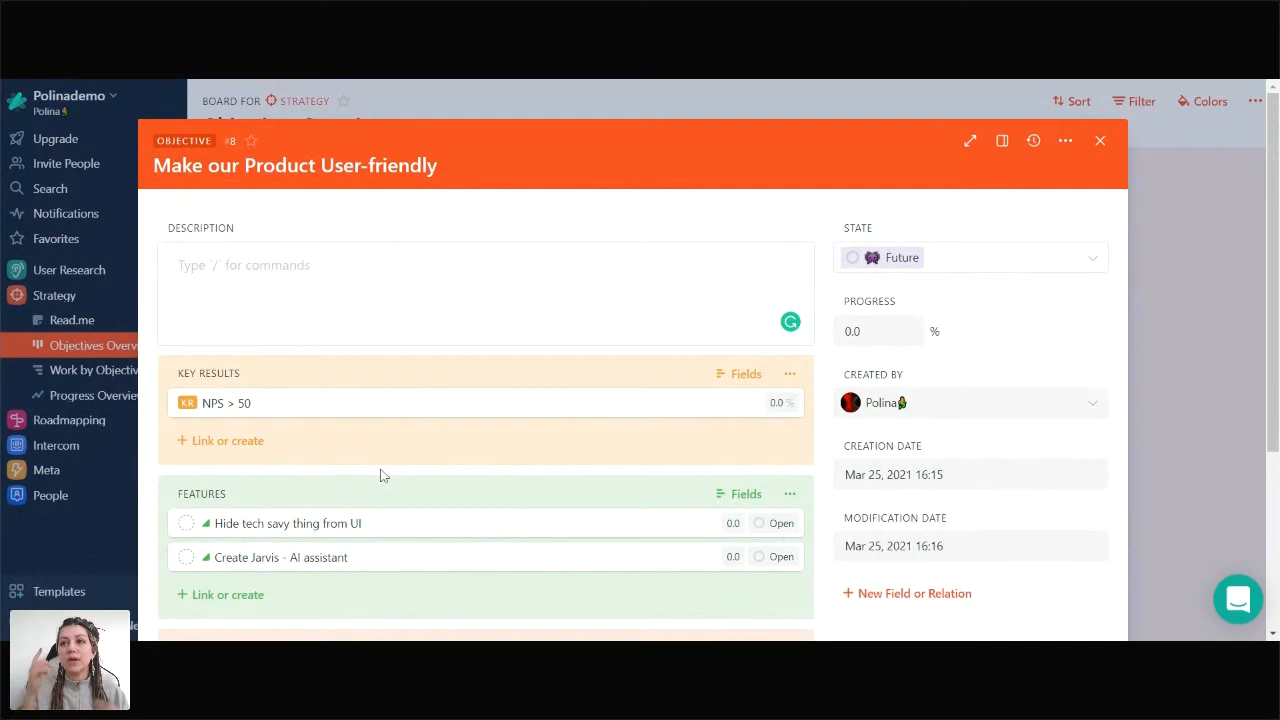 Polinademo
Polina
Upgrade
Invite People
Search
Notifications
Favorites
User Research
Strategy
Read.me
Objectives Overv
Work by Objectiv
Progress Overvie
Roadmapping
Intercom
Meta
People
Templates
BOARD FOR STRATEGY
Sort
Filter
Colors
OBJECTIVE #8
Make our Product User-friendly
DESCRIPTION
Type '/' for commands
KEY RESULTS
Fields
KR NPS > 50
0.0 %
+ Link or create
FEATURES
Fields
Hide tech savy thing from UI
0.0 Open
Create Jarvis - AI assistant
0.0 Open
+ Link or create
STATE
Future
PROGRESS
0.0 %
CREATED BY
Polina
CREATION DATE
Mar 25, 2021 16:15
MODIFICATION DATE
Mar 25, 2021 16:16
+ New Field or Relation